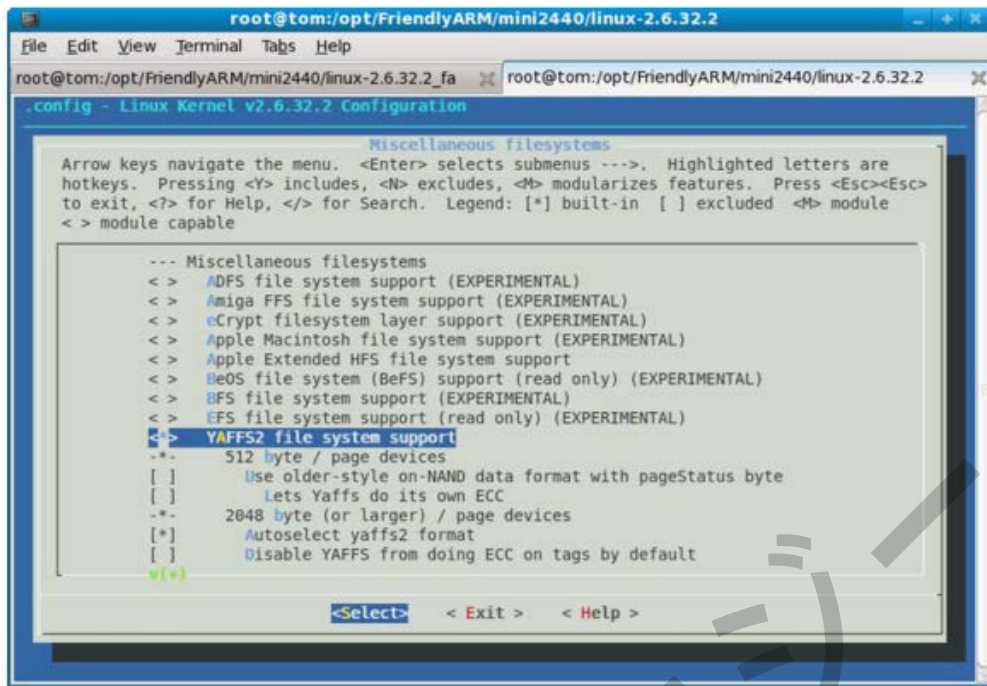 root@tom:/opt/FriendlyARM/mini2440/linux-2.6.32.2
File Edit View Terminal Tabs Help
root@tom:/opt/FriendlyARM/mini2440/linux-2.6.32.2_fa
root@tom:/opt/FriendlyARM/mini2440/linux-2.6.32.2
.config - Linux Kernel v2.6.32.2 Configuration
Miscellaneous filesystems
Arrow keys navigate the menu. <Enter> selects submenus --->. Highlighted letters are
hotkeys. Pressing <Y> includes, <N> excludes, <M> modularizes features. Press <Esc><Esc>
to exit, <?> for Help, </> for Search. Legend: [*] built-in [ ] excluded <M> module
< > module capable
--- Miscellaneous filesystems
< > ADFS file system support (EXPERIMENTAL)
< > Amiga FFS file system support (EXPERIMENTAL)
< > eCrypt filesystem layer support (EXPERIMENTAL)
< > Apple Macintosh file system support (EXPERIMENTAL)
< > Apple Extended HFS file system support
< > BeOS file system (BeFS) support (read only) (EXPERIMENTAL)
< > BFS file system support (EXPERIMENTAL)
< > EFS file system support (read only) (EXPERIMENTAL)
<*> YAFFS2 file system support
-*- 512 byte / page devices
[ ] Use older-style on-NAND data format with pageStatus byte
[ ] Lets Yaffs do its own ECC
-*- 2048 byte (or larger) / page devices
[*] Autoselect yaffs2 format
[ ] Disable YAFFS from doing ECC on tags by default
v(+)
<Select> < Exit > < Help >